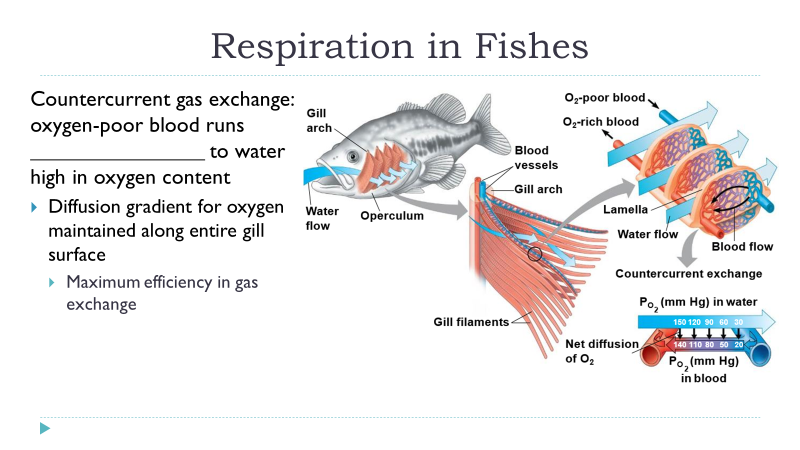 Respiration in Fishes
Countercurrent gas exchange:
oxygen-poor blood runs
________________ to water
high in oxygen content
Diffusion gradient for oxygen
maintained along entire gill
surface
Maximum efficiency in gas
exchange
Gill
arch
Water
flow
Operculum
Blood
vessels
Gill arch
Gill filaments
O2-poor blood
O2-rich blood
Lamella
Water flow
Blood flow
Countercurrent exchange
PO2 (mm Hg) in water
150 120 90 60 30
Net diffusion
of O2
140 110 80 50 20
PO2 (mm Hg)
in blood